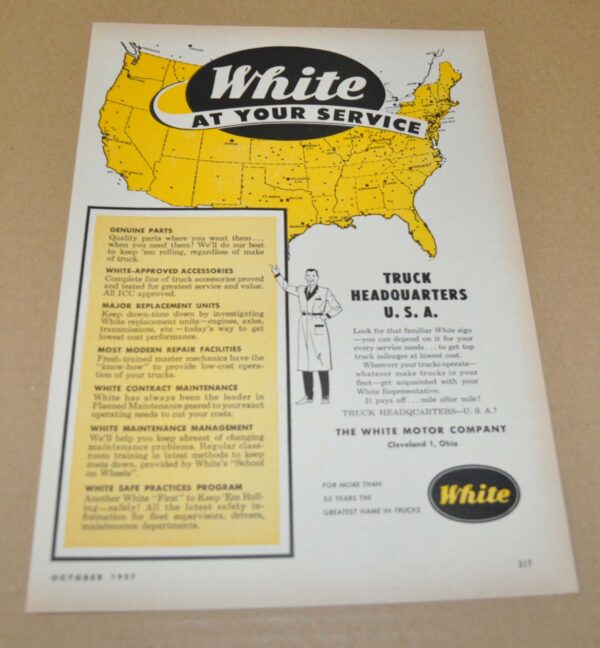 White
AT YOUR SERVICE
OKLAHOMA CITY
FT. WORTH DALLAS
GENUINE PARTS
Quality parts where you want them...
when you need them! We'll do our best
to keep 'em rolling, regardless of make
of truck.
WHITE-APPROVED ACCESSORIES
Complete line of truck accessories proved
and tested for greatest service and value.
All ICC approved.
MAJOR REPLACEMENT UNITS
Keep down-time down by investigating
White replacement units—engines, axles,
transmissions, etc.—today's way to get
lowest cost performance.
MOST MODERN REPAIR FACILITIES
Fresh-trained master mechanics have the
"know-how" to provide low-cost opera-
tion of your trucks.
WHITE CONTRACT MAINTENANCE
White has always been the leader in
Planned Maintenance geared to your exact
operating needs to cut your costs.
WHITE MAINTENANCE MANAGEMENT
We'll help you keep abreast of changing
maintenance problems. Regular class-
room training in latest methods to keep
costs down, provided by White's "School
on Wheels".
WHITE SAFE PRACTICES PROGRAM
Another White "First" to Keep 'Em Roll-
ing—safely! All the latest safety in-
formation for fleet supervisors, drivers,
maintenance departments.
TRUCK
HEADQUARTERS
U. S. A.
Look for that familiar White sign
—you can depend on it for your
every service needs...to get top
truck mileages at lowest cost.
Wherever your trucks operate—
whatever make trucks in your
fleet—get acquainted with your
White Representative.
It pays off...mile after mile!
TRUCK HEADQUARTERS—U. S. A.!
THE WHITE MOTOR COMPANY
Cleveland 1, Ohio
FOR MORE THAN
55 YEARS THE
GREATEST NAME IN TRUCKS
White
OCTOBER 1957
217